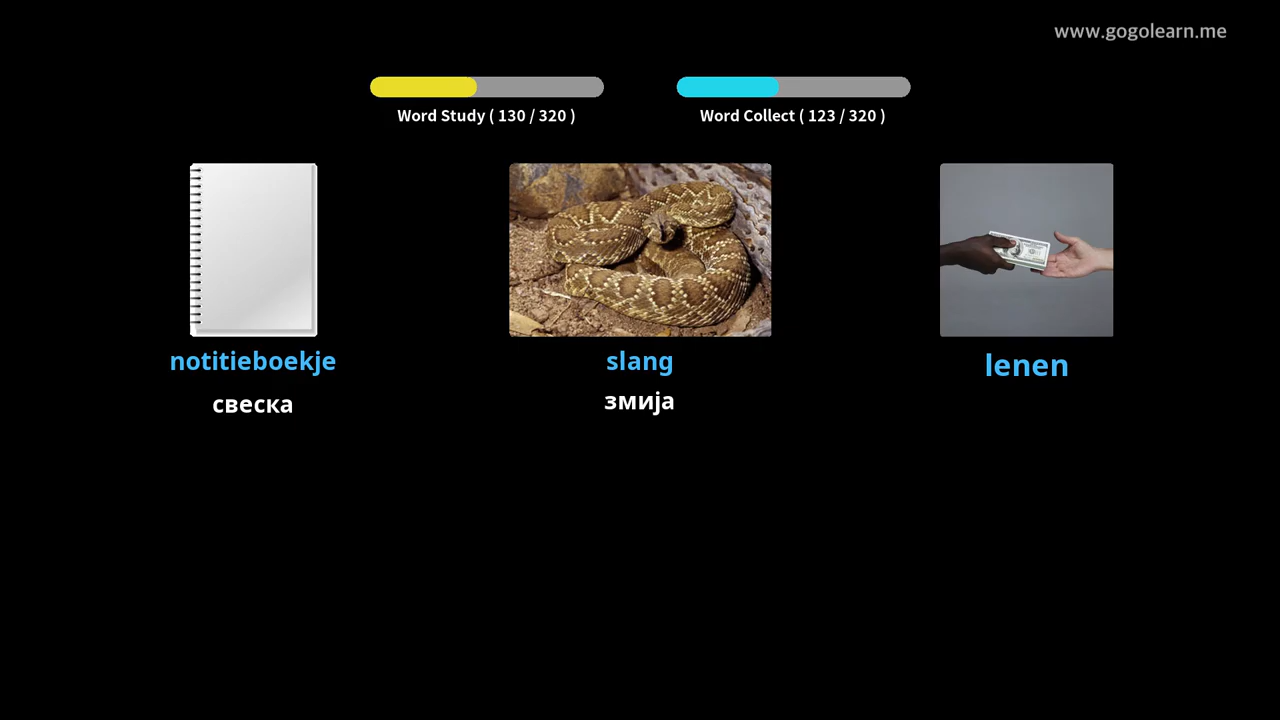 www.gogolearn.me
Word Study ( 130 / 320 )
Word Collect ( 123 / 320 )
notitieboekje
свеска
slang
змија
lenen